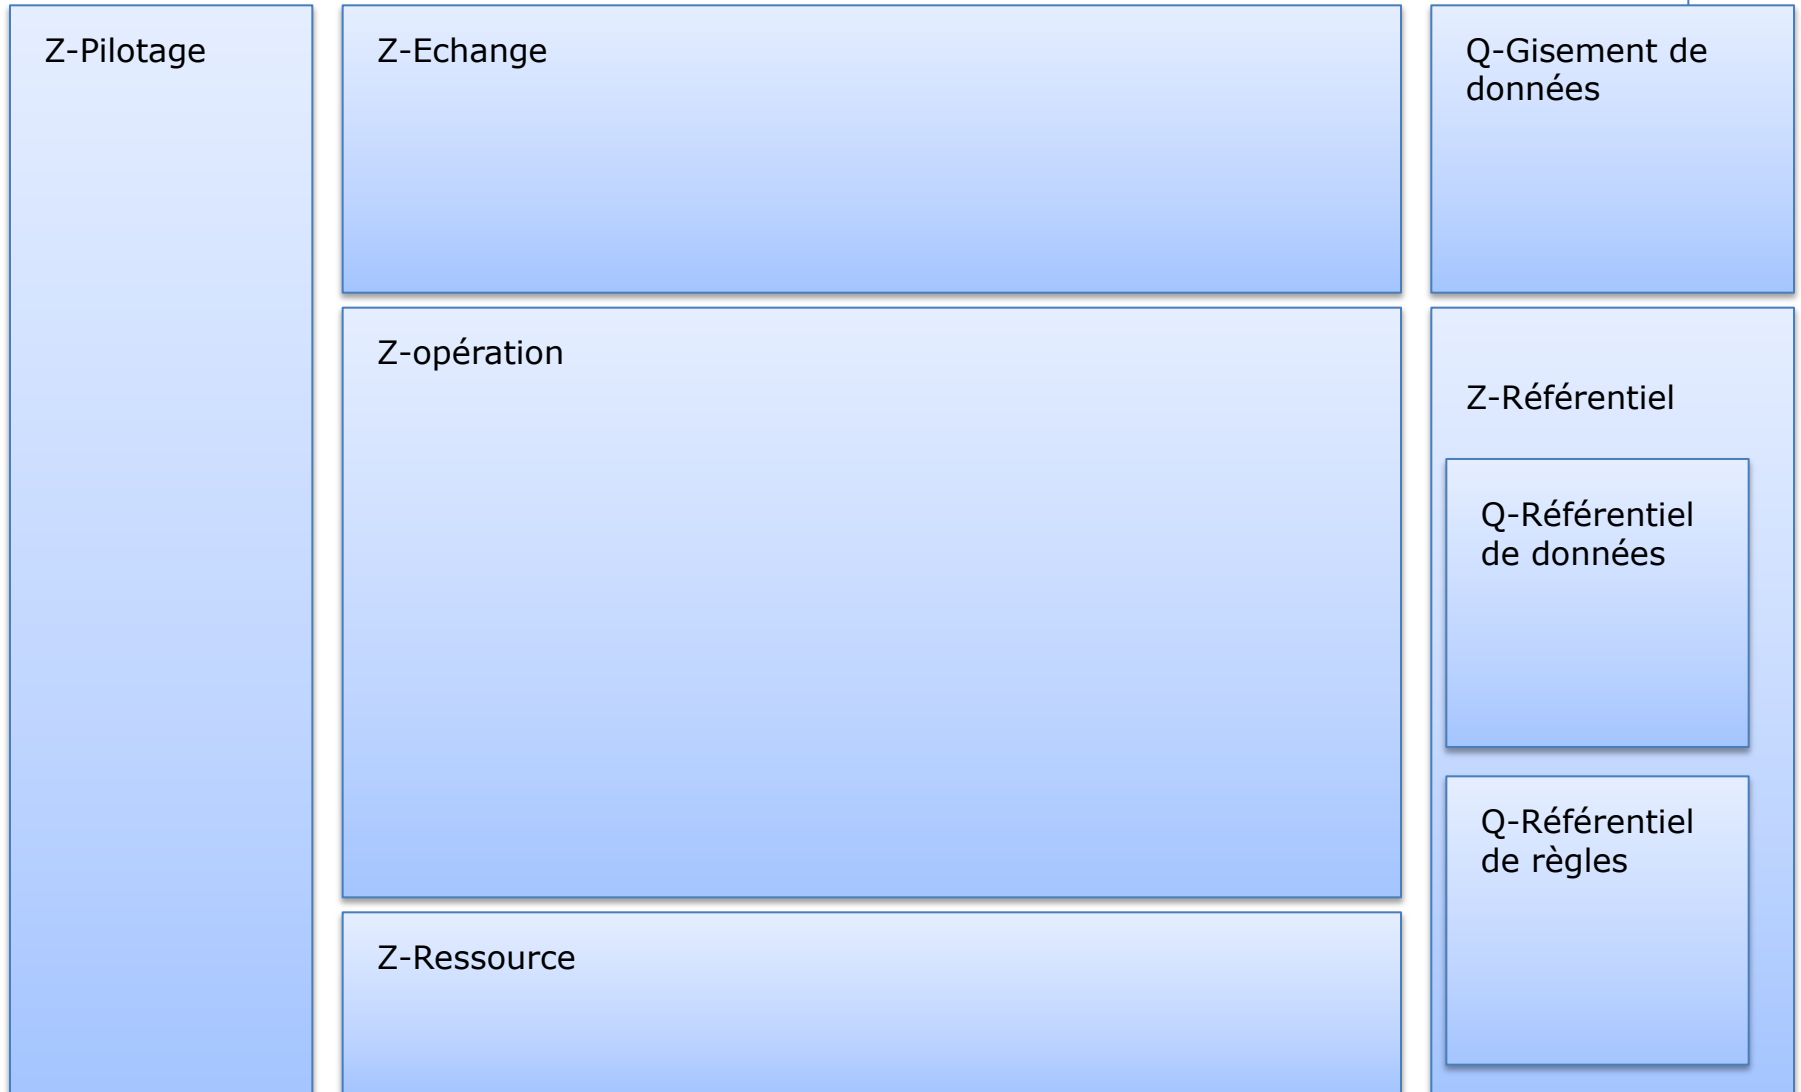 Z-Pilotage
Z-Echange
Q-Gisement de
données
Z-opération
Z-Référentiel
Q-Référentiel
de données
Q-Référentiel
de règles
Z-Ressource